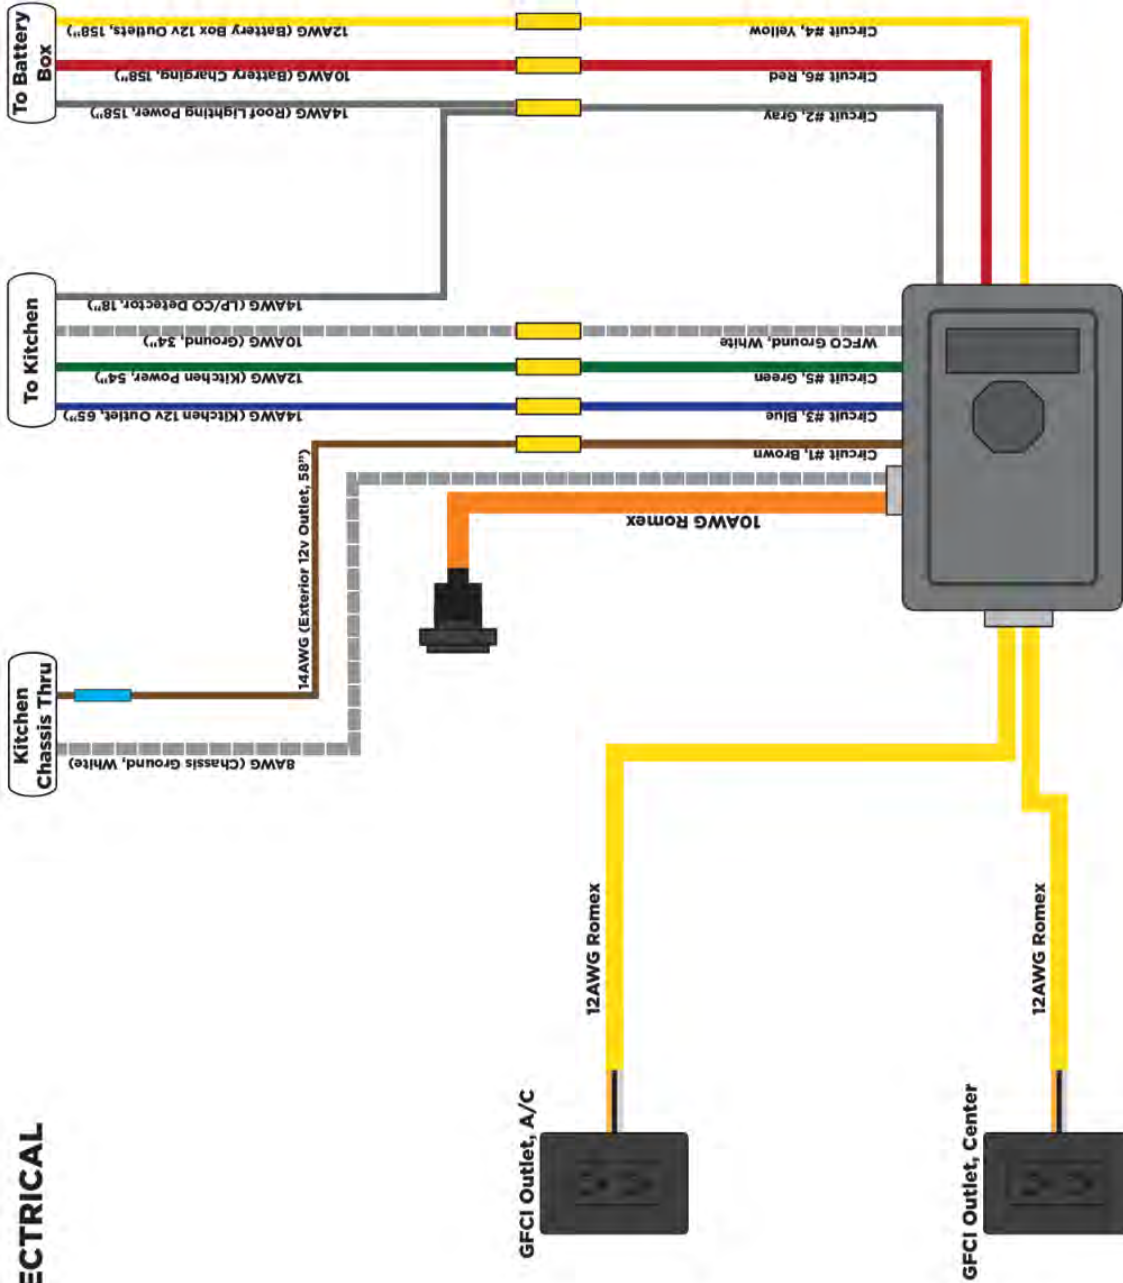 To Battery
Box
12AWG (Battery Box 12v Outlets, 158")
Circuit #4, Yellow
10AWG (Battery Charging, 158")
Circuit #6, Red
14AWG (Roof Lighting Power, 158")
Circuit #2, Gray
To Kitchen
14AWG (LP/CO Detector, 18")
10AWG (Ground, 34")
WFCO Ground, White
12AWG (Kitchen Power, 54")
Circuit #5, Green
14AWG (Kitchen 12v Outlet, 65")
Circuit #3, Blue
Circuit #1, Brown
14AWG (Exterior 12v Outlet, 58")
10AWG Romex
Kitchen
Chassis Thru
8AWG (Chassis Ground, White)
12AWG Romex
12AWG Romex
GFCI Outlet, A/C
GFCI Outlet, Center
ECTRICAL